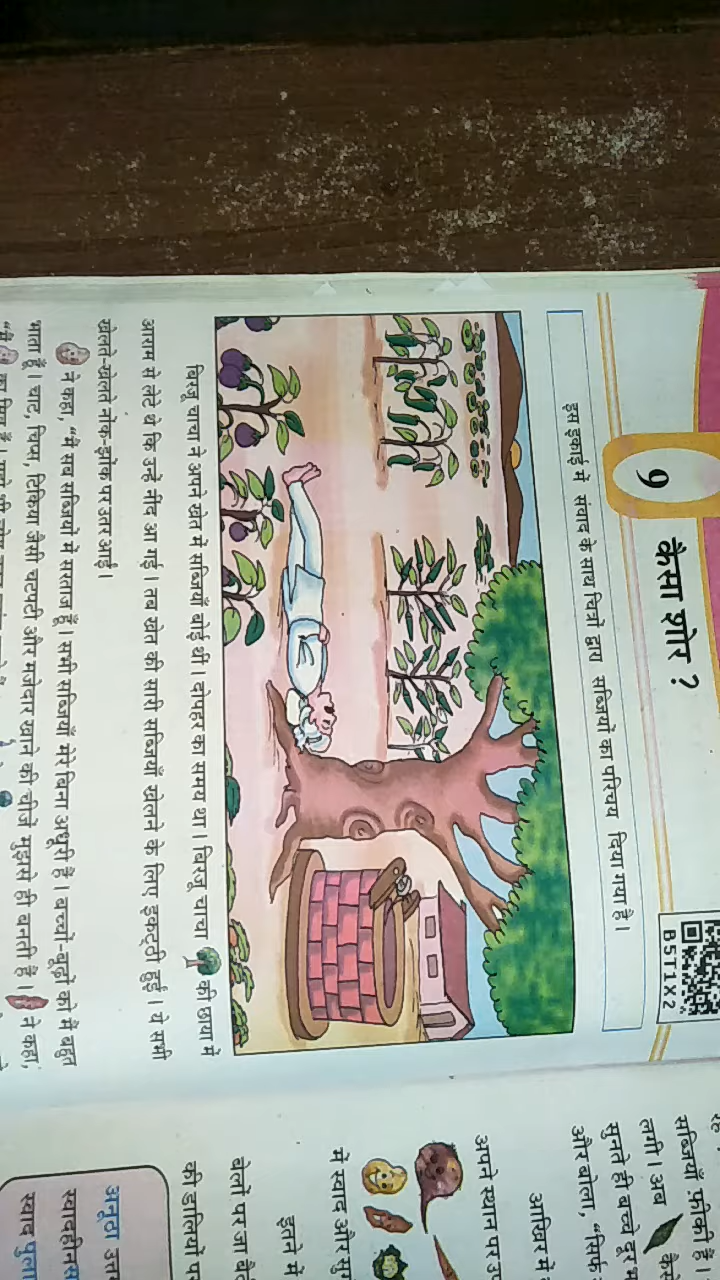 9
कैसा शोर ?
B5T1X2
इस इकाई में संवाद के साथ चित्रों द्वारा सब्जियों का परिचय दिया गया है।
बिरजू चाचा ने अपने खेत में सब्जियाँ बोई थी। दोपहर का समय था। बिरजू चाचा की छाया में
आराम से लेटे थे कि उन्हें नींद आ गई। तब खेत की सारी सब्जियाँ खेलने के लिए इकट्ठी हुईं। वे सभी
खेलते-खेलते नोंक-झोंक पर उतर आईं।
ने कहा, “मैं सब सब्जियों में सरताज हूँ। सभी सब्जियाँ मेरे बिना अधूरी हैं। बच्चों-बूढ़ों को मैं बहुत
भाता हूँ। चाट, चिप्स, टिकिया जैसी चटपटी और मजेदार खाने की चीजें मुझसे ही बनती हैं। ने कहा,
सब्जियाँ फीकी हैं।
लगी। अब
सुनते ही बच्चे दूर
और बोला, “सिर्फ
आखिर में
अपने स्थान पर
में स्वाद और
इतने में
बेलों पर जा
की डालियों पर
अनूठा
स्वादहीन
स्वाद